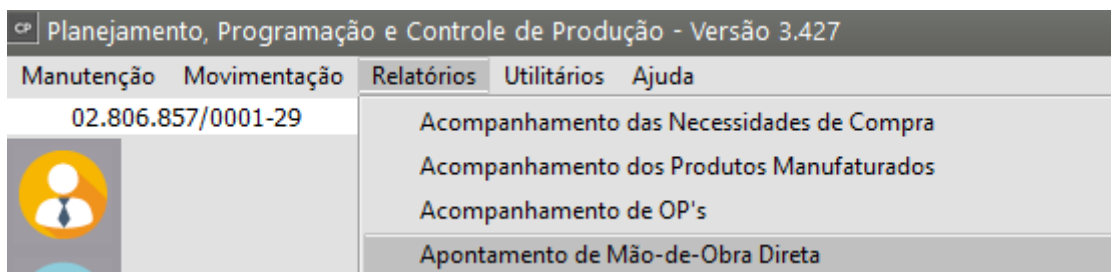 CP Planejamento, Programação e Controle de Produção - Versão 3.427
Manutenção Movimentação Relatórios Utilitários Ajuda
02.806.857/0001-29
Acompanhamento das Necessidades de Compra
Acompanhamento dos Produtos Manufaturados
Acompanhamento de OP's
Apontamento de Mão-de-Obra Direta